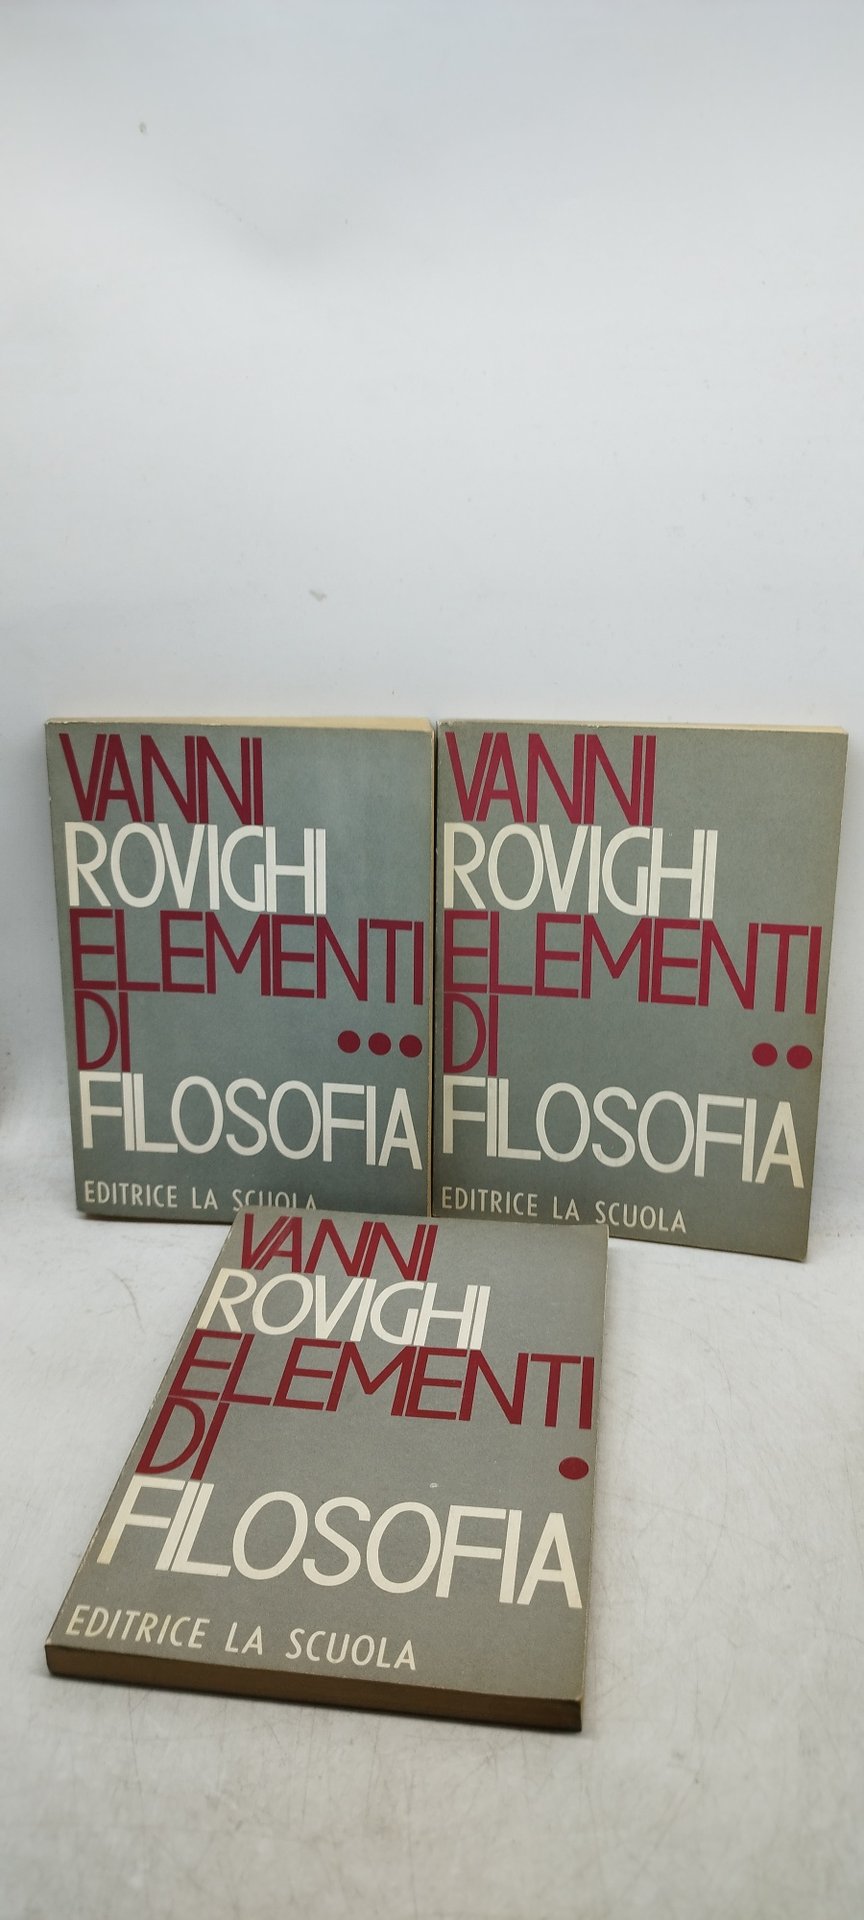 VANNI
ROVIGHI
ELEMENTI
DI
FILOSOFIA
EDITRICE LA SCUOLA
VANNI
ROVIGHI
ELEMENTI
DI
FILOSOFIA
EDITRICE LA SCUOLA
VANNI
ROVIGHI
ELEMENTI
DI
FILOSOFIA
EDITRICE LA SCUOLA